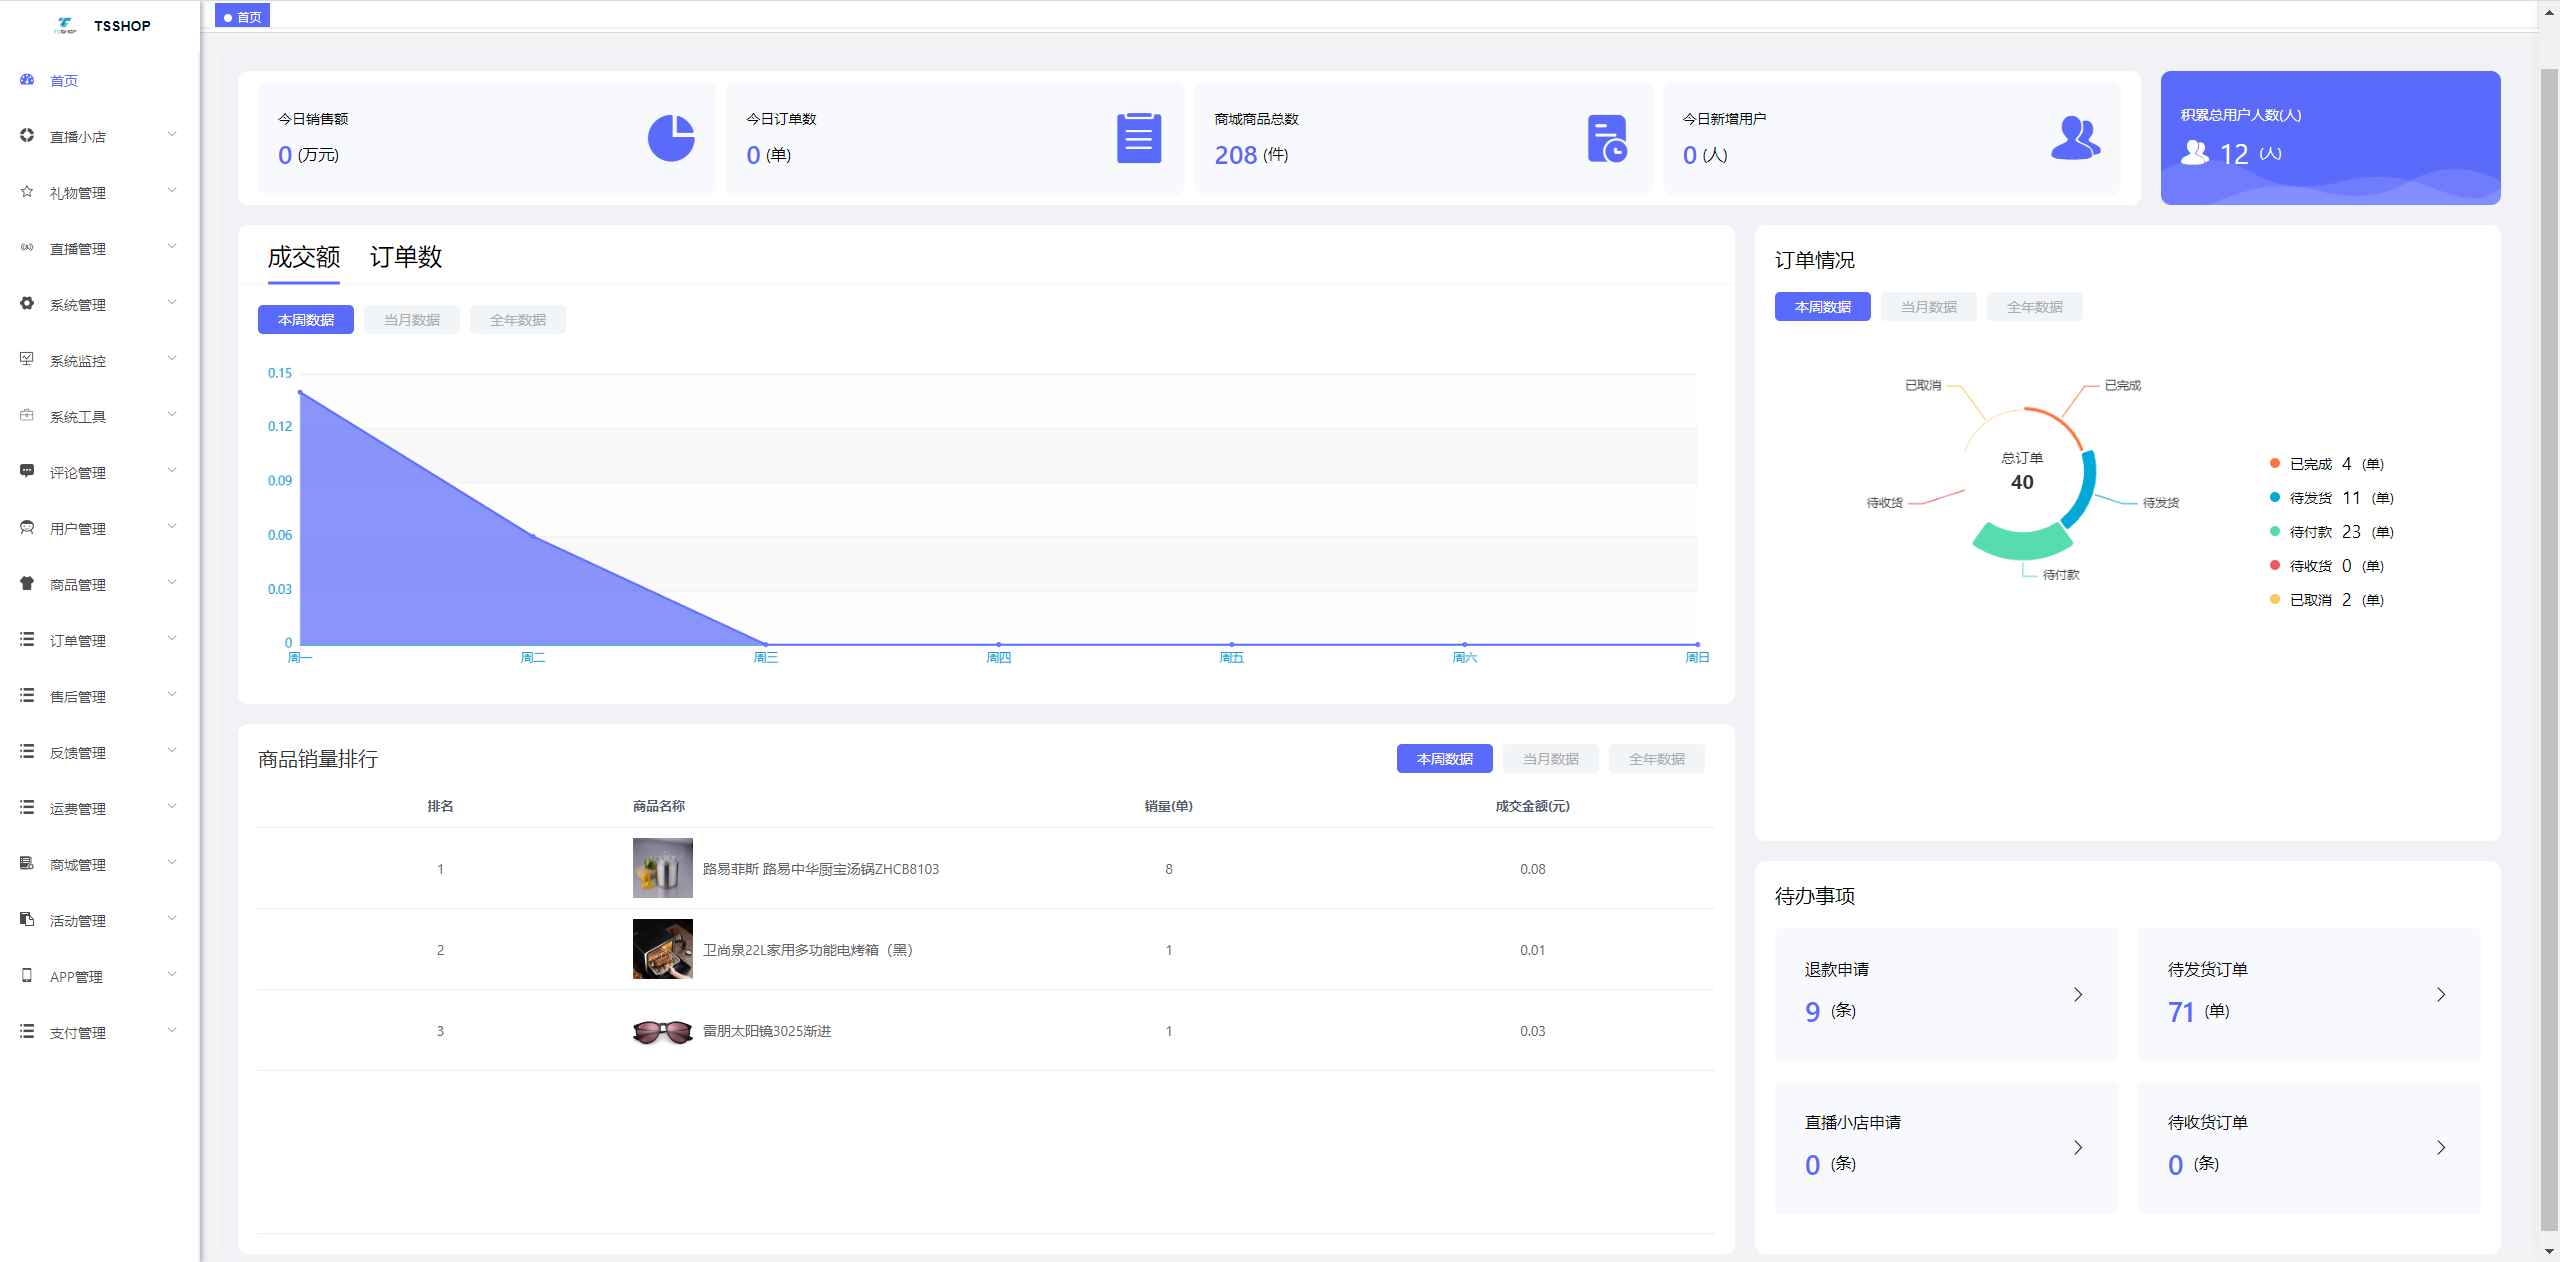 TSSHOP
首页
直播小店
礼物管理
直播管理
系统管理
系统监控
系统工具
评论管理
用户管理
商品管理
订单管理
售后管理
反馈管理
运费管理
商城管理
活动管理
APP管理
支付管理
首页
今日销售额
0 (万元)
今日订单数
0 (单)
商城商品总数
208 (件)
今日新增用户
0 (人)
积累总用户人数(人)
12 (人)
成交额 订单数
本周数据 当月数据 全年数据
0.15
0.12
0.09
0.06
0.03
0
周一 周二 周三 周四 周五 周六 周日
订单情况
本周数据 当月数据 全年数据
已取消 已完成
总订单
40
待收货 待发货
待付款
已完成 4 (单)
待发货 11 (单)
待付款 23 (单)
待收货 0 (单)
已取消 2 (单)
商品销量排行
本周数据 当月数据 全年数据
排名 商品名称 销量(单) 成交金额(元)
1 路易菲斯 路易中华厨宝汤锅ZHCB8103 8 0.08
2 卫尚泉22L家用多功能电烤箱（黑） 1 0.01
3 雷朋太阳镜3025渐进 1 0.03
待办事项
退款申请
9 (条)
待发货订单
71 (单)
直播小店申请
0 (条)
待收货订单
0 (条)